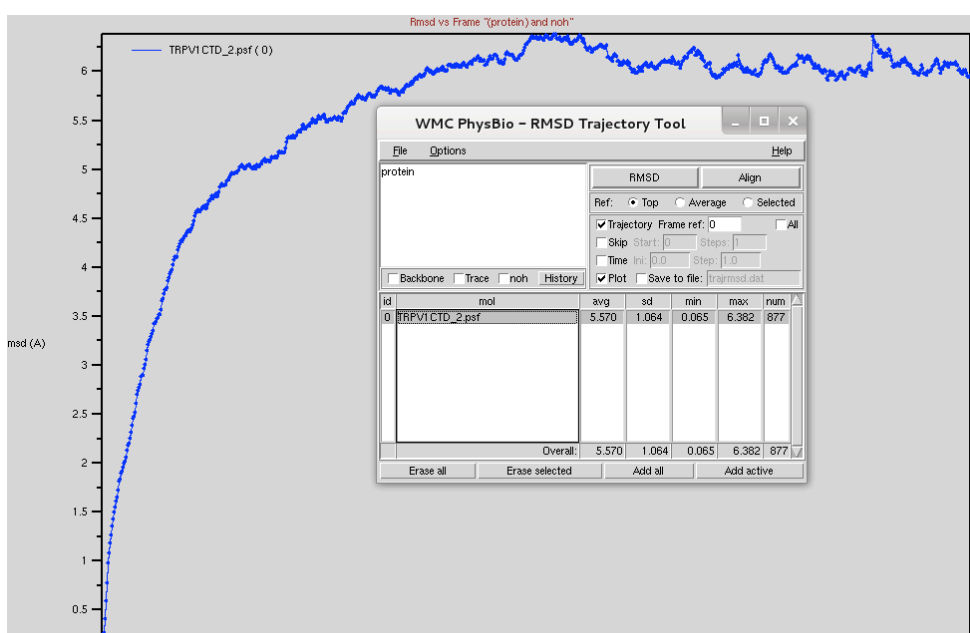 Rmsd vs Frame "(protein) and noh"
TRPV1CTD_2.psf ( 0)
6
5.5
5
4.5
4
3.5
3
2.5
2
1.5
1
0.5
msd (A)
WMC PhysBio - RMSD Trajectory Tool
File Options Help
protein
RMSD Align
Ref: Top Average Selected
Trajectory Frame ref: 0 All
Skip Start: 0 Steps: 1
Time Ini: 0.0 Step: 1.0
Backbone Trace noh History
Plot Save to file: trajrmsd.dat
id mol avg sd min max num
0 TRPV1CTD_2.psf 5.570 1.064 0.065 6.382 877
Overall: 5.570 1.064 0.065 6.382 877
Erase all Erase selected Add all Add active